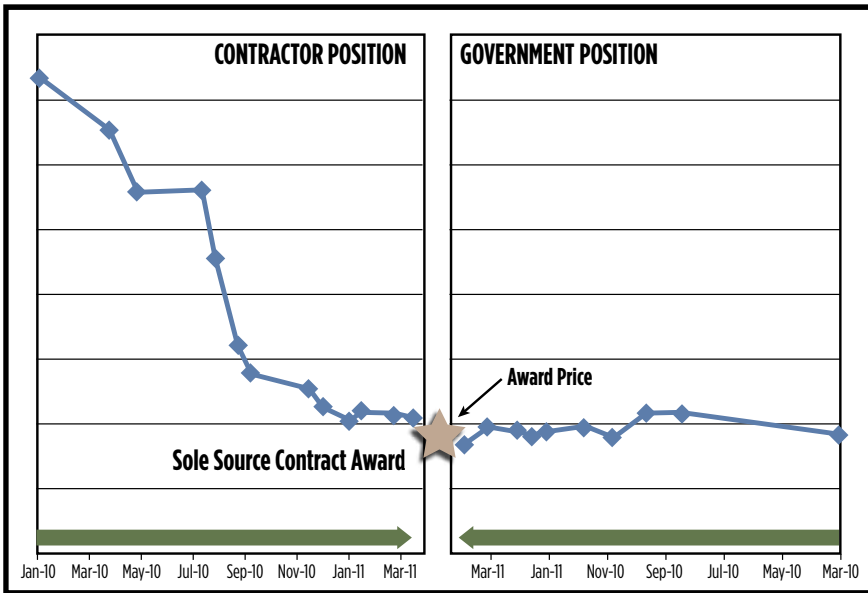 CONTRACTOR POSITION
GOVERNMENT POSITION
Award Price
Sole Source Contract Award
Jan-10 Mar-10 May-10 Jul-10 Sep-10 Nov-10 Jan-11 Mar-11
Mar-11 Jan-11 Nov-10 Sep-10 Jul-10 May-10 Mar-10